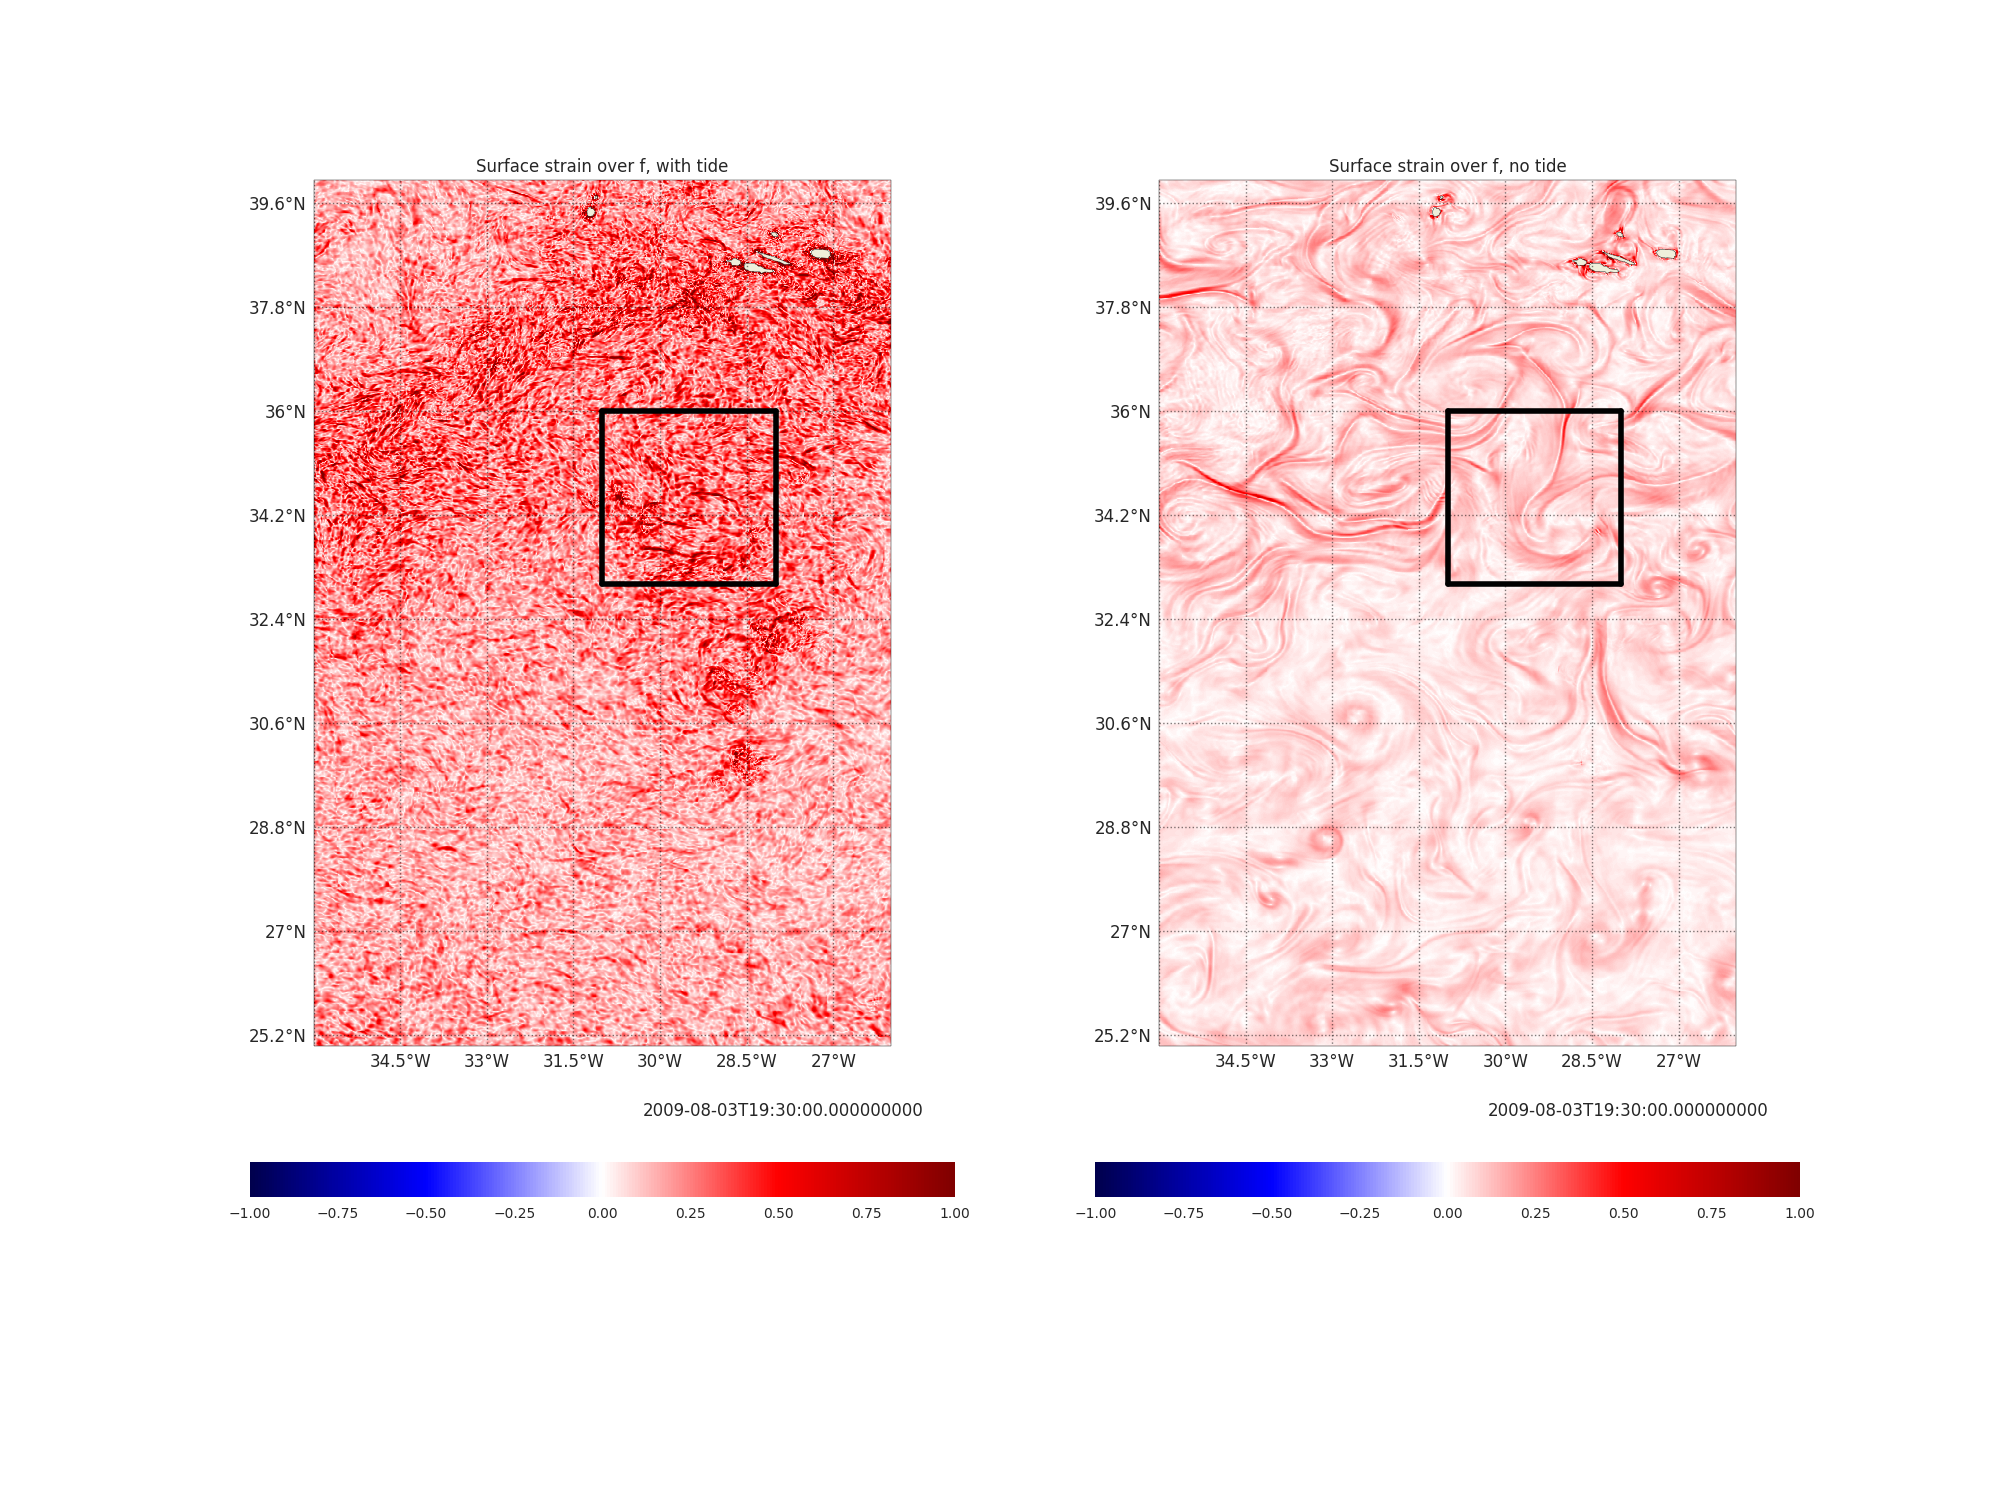 Surface strain over f, with tide
39.6°N
37.8°N
36°N
34.2°N
32.4°N
30.6°N
28.8°N
27°N
25.2°N
34.5°W 33°W 31.5°W 30°W 28.5°W 27°W
2009-08-03T19:30:00.000000000
−1.00 −0.75 −0.50 −0.25 0.00 0.25 0.50 0.75 1.00
Surface strain over f, no tide
39.6°N
37.8°N
36°N
34.2°N
32.4°N
30.6°N
28.8°N
27°N
25.2°N
34.5°W 33°W 31.5°W 30°W 28.5°W 27°W
2009-08-03T19:30:00.000000000
−1.00 −0.75 −0.50 −0.25 0.00 0.25 0.50 0.75 1.00